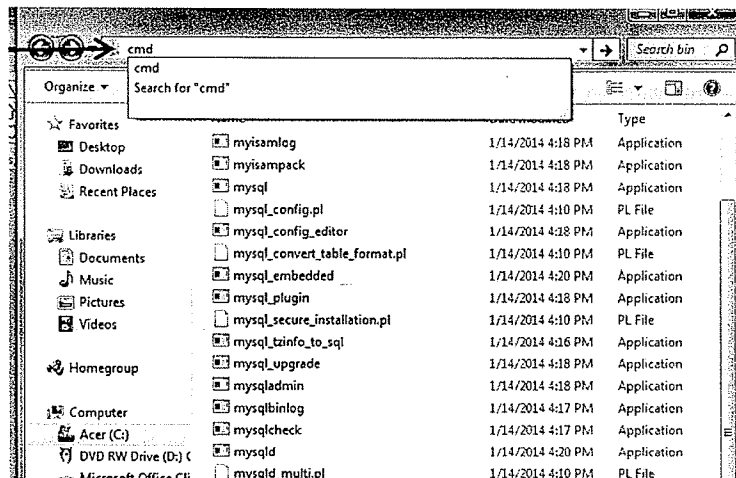 cmd
Search bin
cmd
Search for "cmd"
Organize
Type
Favorites
Desktop
Downloads
Recent Places
Libraries
Documents
Music
Pictures
Videos
Homegroup
Computer
Acer (C:)
DVD RW Drive (D:) C
Microsoft Office Cli
myisamlog 1/14/2014 4:18 PM Application
myisampack 1/14/2014 4:18 PM Application
mysql 1/14/2014 4:18 PM Application
mysql_config.pl 1/14/2014 4:10 PM PL File
mysql_config_editor 1/14/2014 4:18 PM Application
mysql_convert_table_format.pl 1/14/2014 4:10 PM PL File
mysql_embedded 1/14/2014 4:20 PM Application
mysql_plugin 1/14/2014 4:18 PM Application
mysql_secure_installation.pl 1/14/2014 4:10 PM PL File
mysql_tzinfo_to_sql 1/14/2014 4:16 PM Application
mysql_upgrade 1/14/2014 4:18 PM Application
mysqladmin 1/14/2014 4:18 PM Application
mysqlbinlog 1/14/2014 4:17 PM Application
mysqlcheck 1/14/2014 4:17 PM Application
mysqld 1/14/2014 4:20 PM Application
mysqld_multi.pl 1/14/2014 4:10 PM PL File